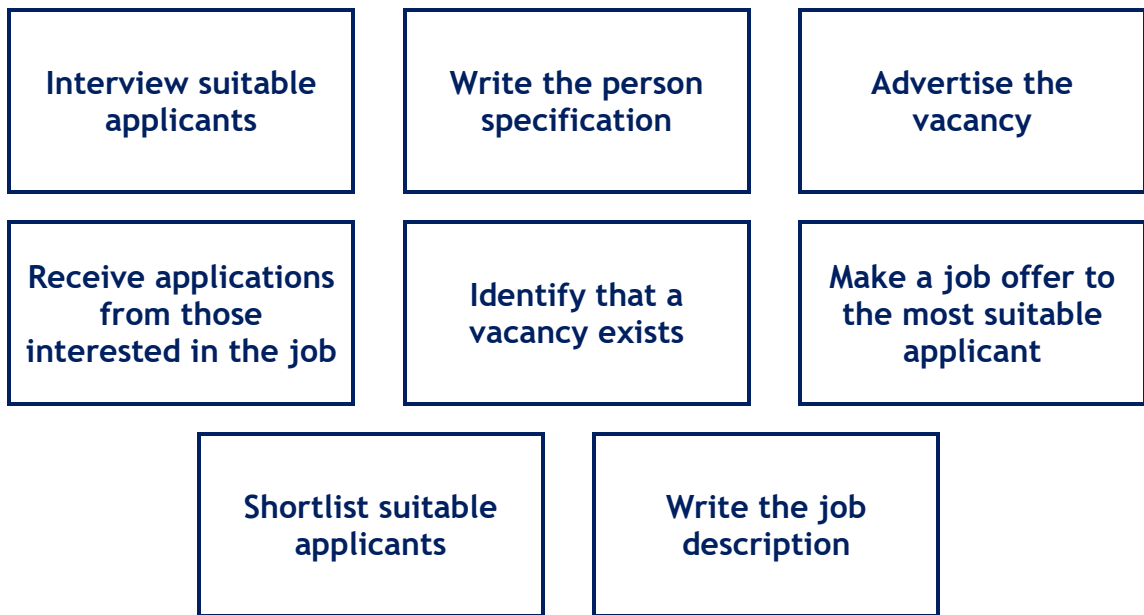 Interview suitable
applicants
Write the person
specification
Advertise the
vacancy
Receive applications
from those
interested in the job
Identify that a
vacancy exists
Make a job offer to
the most suitable
applicant
Shortlist suitable
applicants
Write the job
description